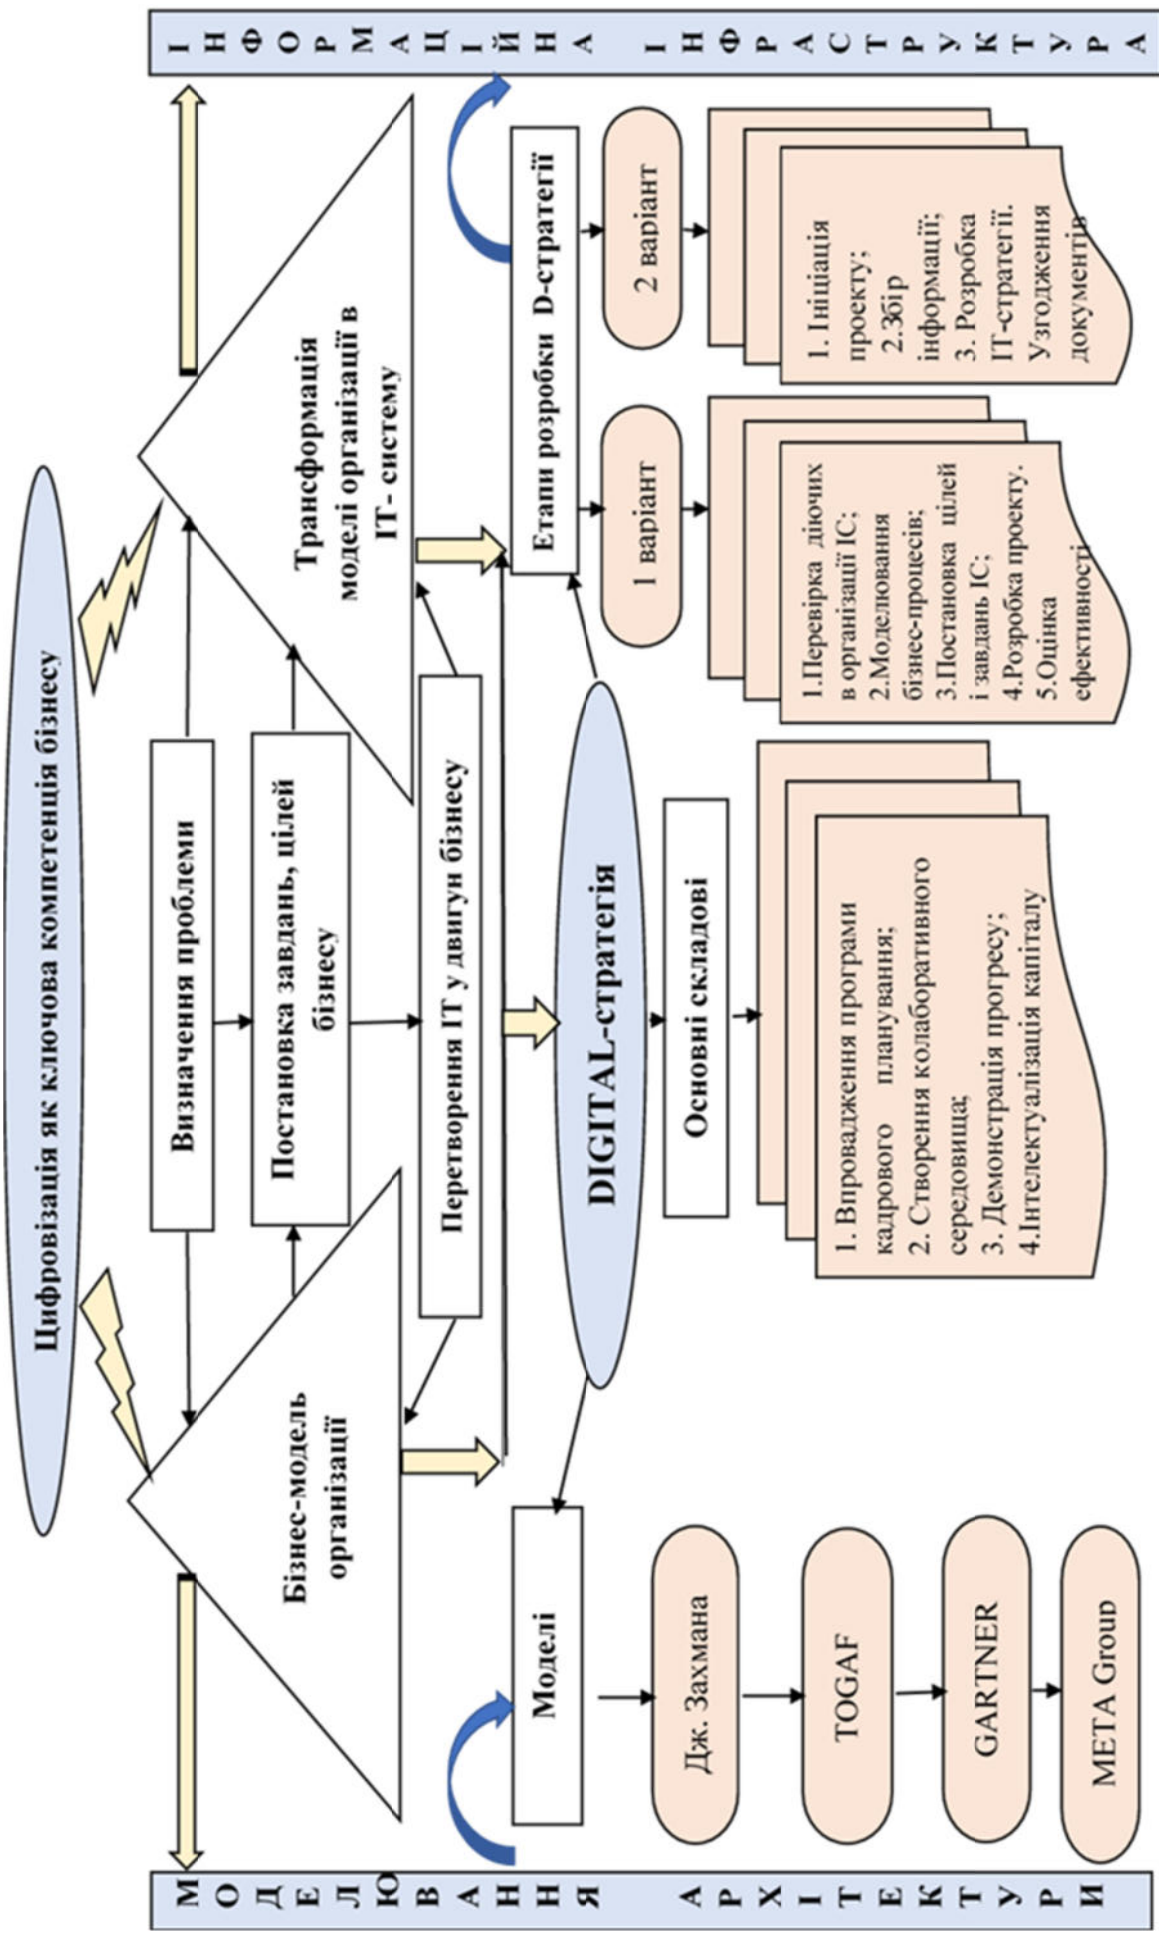 Цифровізація як ключова компетенція бізнесу
МОДЕЛЮВАННЯ АРХІТЕКТУРИ
Бізнес-модель
організації
Визначення проблеми
Постановка завдань, цілей
бізнесу
Перетворення ІТ у двигун бізнесу
Трансформація
моделі організації в
ІТ- систему
ІНФОРМАЦІЙНА ІНФРАСТРУКТУРА
Моделі
Дж. Захмана
TOGAF
GARTNER
META Group
DIGITAL-стратегія
Основні складові
1. Впровадження програми
кадрового планування;
2. Створення колаборативного
середовища;
3. Демонстрація прогресу;
4.Інтелектуалізація капіталу
Етапи розробки D-стратегії
1 варіант
1.Перевірка діючих
в організації ІС;
2.Моделювання
бізнес-процесів;
3.Постановка цілей
і завдань ІС;
4.Розробка проекту.
5.Оцінка
ефективності
2 варіант
1. Ініціація
проекту;
2.Збір
інформації;
3. Розробка
ІТ-стратегії.
Узгодження
документів